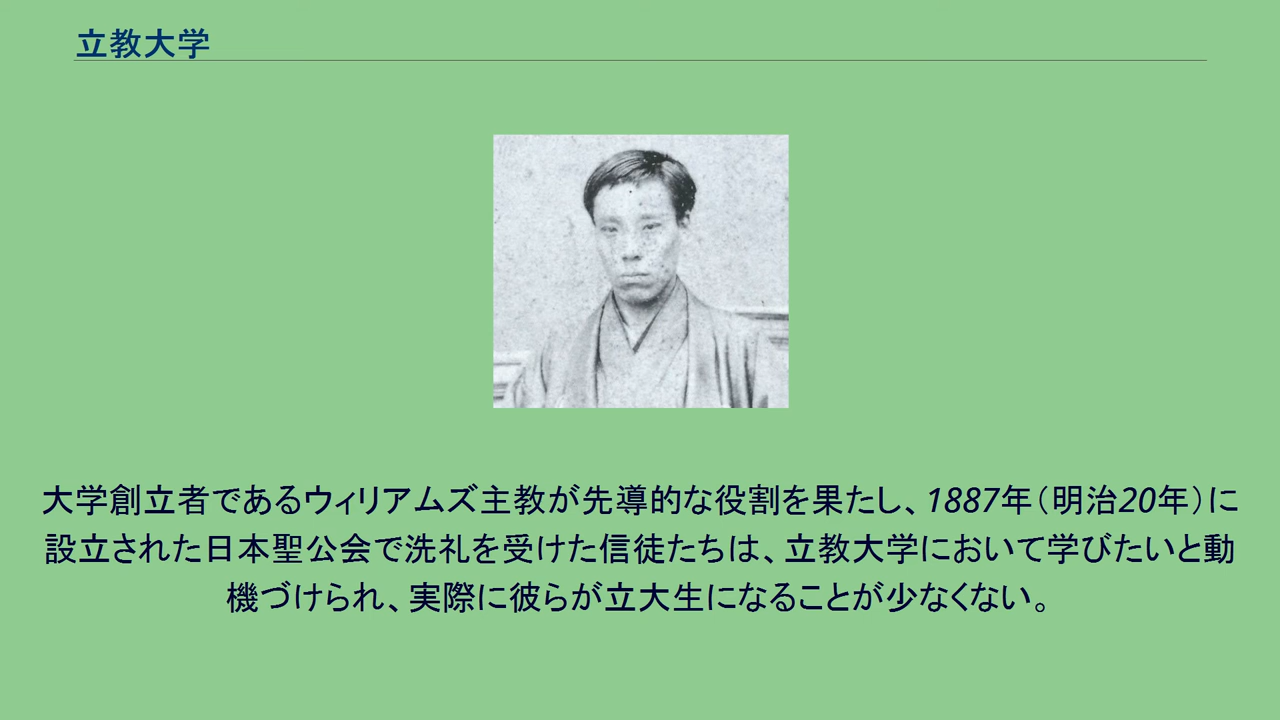 立教大学
大学創立者であるウィリアムズ主教が先導的な役割を果たし、1887年（明治20年）に
設立された日本聖公会で洗礼を受けた信徒たちは、立教大学において学びたいと動
機づけられ、実際に彼らが立大生になることが少なくない。